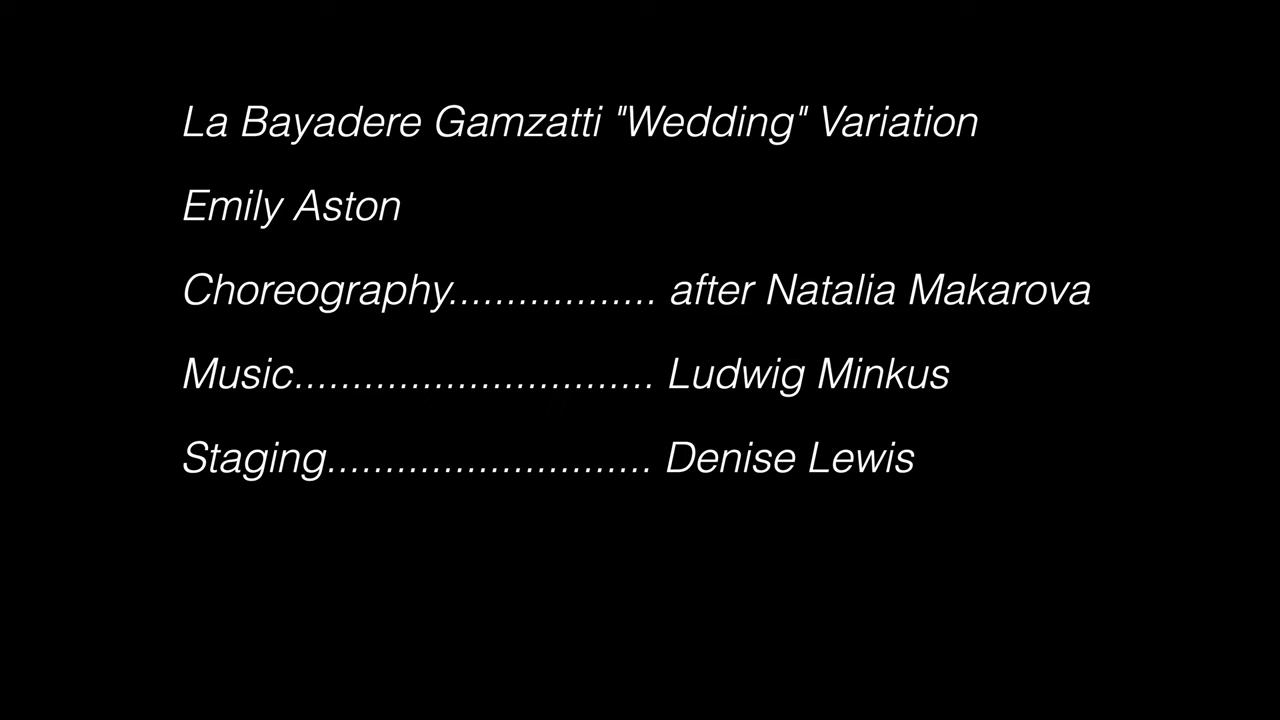 La Bayadere Gamzatti "Wedding" Variation
Emily Aston
Choreography.................. after Natalia Makarova
Music............................... Ludwig Minkus
Staging............................ Denise Lewis